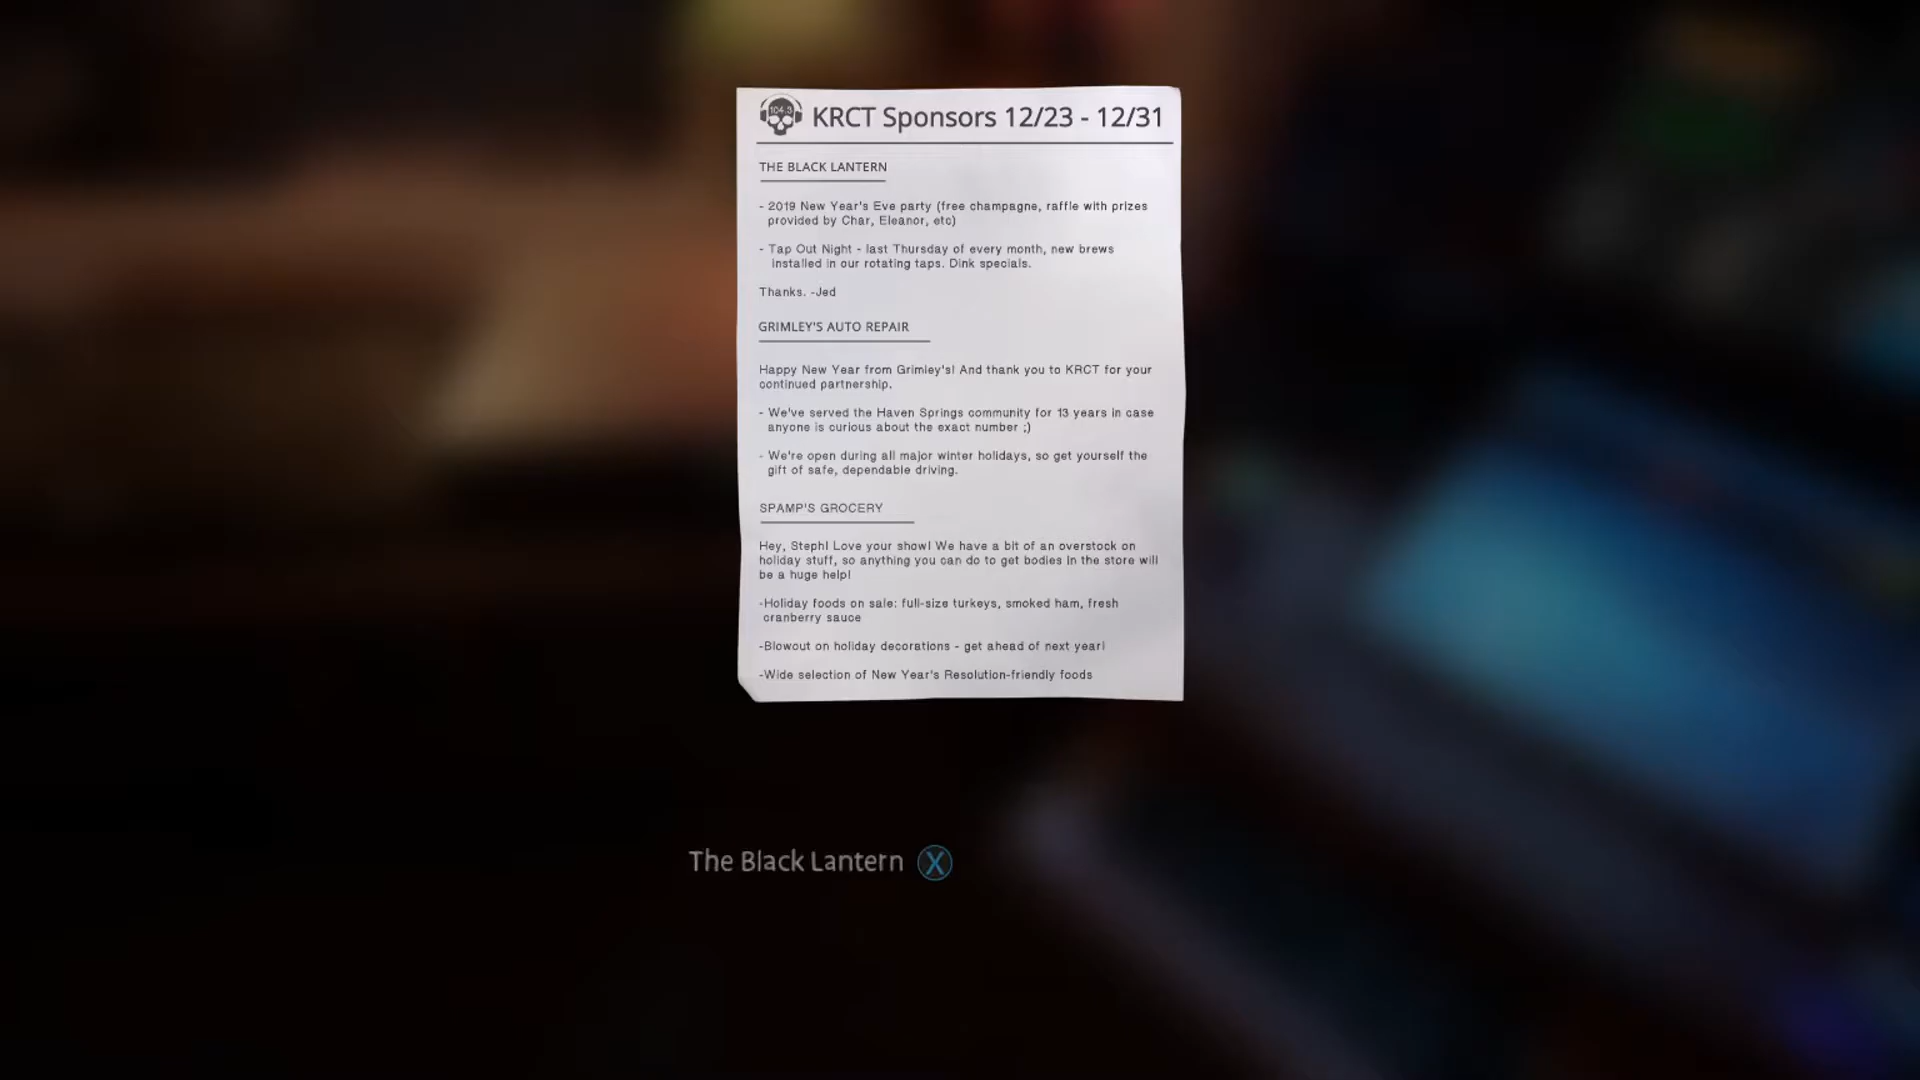 104.3
KRCT Sponsors 12/23 - 12/31
THE BLACK LANTERN
- 2019 New Year's Eve party (free champagne, raffle with prizes
provided by Char, Eleanor, etc)
- Tap Out Night - last Thursday of every month, new brews
installed in our rotating taps. Dink specials.
Thanks. -Jed
GRIMLEY'S AUTO REPAIR
Happy New Year from Grimley's! And thank you to KRCT for your
continued partnership.
- We've served the Haven Springs community for 13 years in case
anyone is curious about the exact number ;)
- We're open during all major winter holidays, so get yourself the
gift of safe, dependable driving.
SPAMP'S GROCERY
Hey, Steph! Love your show! We have a bit of an overstock on
holiday stuff, so anything you can do to get bodies in the store will
be a huge help!
-Holiday foods on sale: full-size turkeys, smoked ham, fresh
cranberry sauce
-Blowout on holiday decorations - get ahead of next year!
-Wide selection of New Year's Resolution-friendly foods
The Black Lantern X